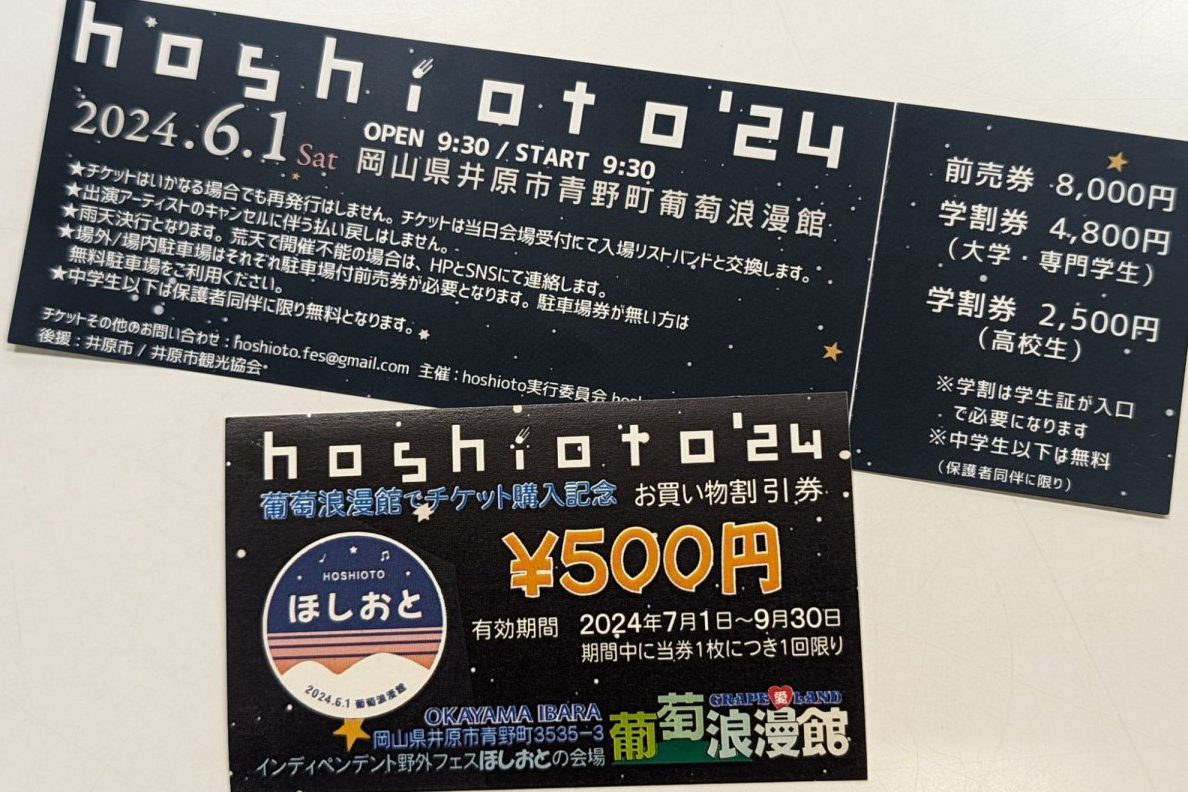 hoshioto'24
2024.6.1 Sat
OPEN 9:30 / START 9:30
岡山県井原市青野町葡萄浪漫館
★チケットはいかなる場合でも再発行はしません。チケットは当日会場受付にて入場リストバンドと交換します。
★出演アーティストのキャンセルに伴う払い戻しはしません。
★雨天決行となります。荒天で開催不能の場合は、HPとSNSにて連絡します。
★場外/場内駐車場はそれぞれ駐車場付前売券が必要となります。駐車場券が無い方は
無料駐車場をご利用ください。
★中学生以下は保護者同伴に限り無料となります。
チケットその他のお問い合わせ：hoshioto.fes@gmail.com 主催：hoshioto実行委員会
後援：井原市 / 井原市観光協会
前売券 8,000円
学割券 4,800円
（大学・専門学生）
学割券 2,500円
（高校生）
※学割は学生証が入口
で必要になります
※中学生以下は無料
（保護者同伴に限り）
hoshioto'24
葡萄浪漫館でチケット購入記念 お買い物割引券
¥500円
HOSHIOTO
ほしおと
2024.6.1 葡萄浪漫館
有効期間 2024年7月1日〜9月30日
期間中に当券1枚につき1回限り
OKAYAMA IBARA
岡山県井原市青野町3535-3
インディペンデント野外フェスほしおとの会場
GRAPE 愛 LAND
葡萄浪漫館